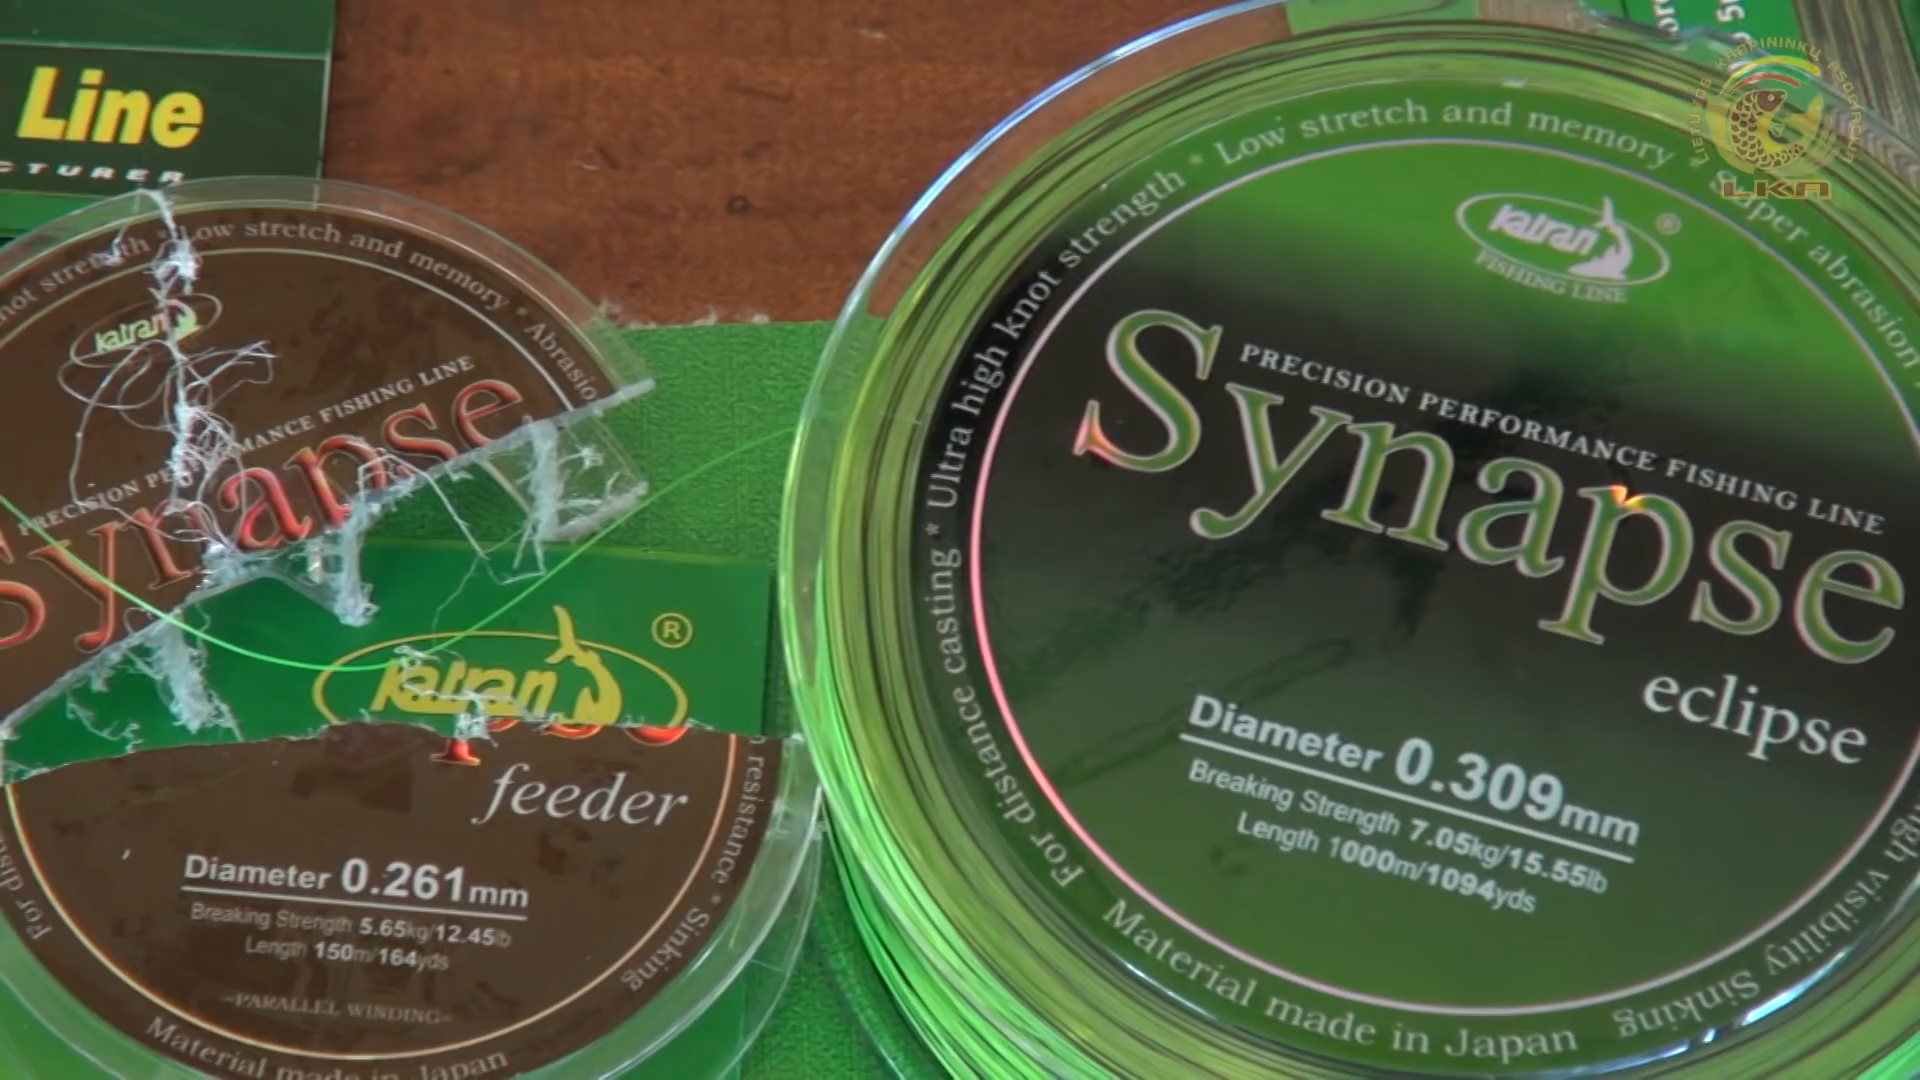 Line
CTURER
not strength * Low stretch and memory * Abrasio
katran
PRECISION PE MANCE FISHING LINE
Synapse
katran ®
feeder
Diameter 0.261mm
Breaking Strength 5.65kg/12.45lb
Length 150m/164yds
~PARALLEL WINDING~
Material made in Japan
resistance * Sinking
For dista
For distance casting * Ultra high knot strength * Low stretch and memory * Super abrasion
katran ®
FISHING LINE
PRECISION PERFORMANCE FISHING LINE
Synapse
eclipse
Diameter 0.309mm
Breaking Strength 7.05kg/15.55lb
Length 1000m/1094yds
Material made in Japan
Sinking
visibility
LKA